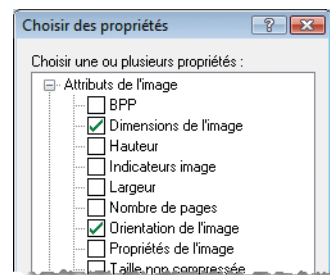 Choisir des propriétés
Choisir une ou plusieurs propriétés :
Attributs de l'image
BPP
Dimensions de l'image
Hauteur
Indicateurs image
Largeur
Nombre de pages
Orientation de l'image
Propriétés de l'image
Taille non compressée